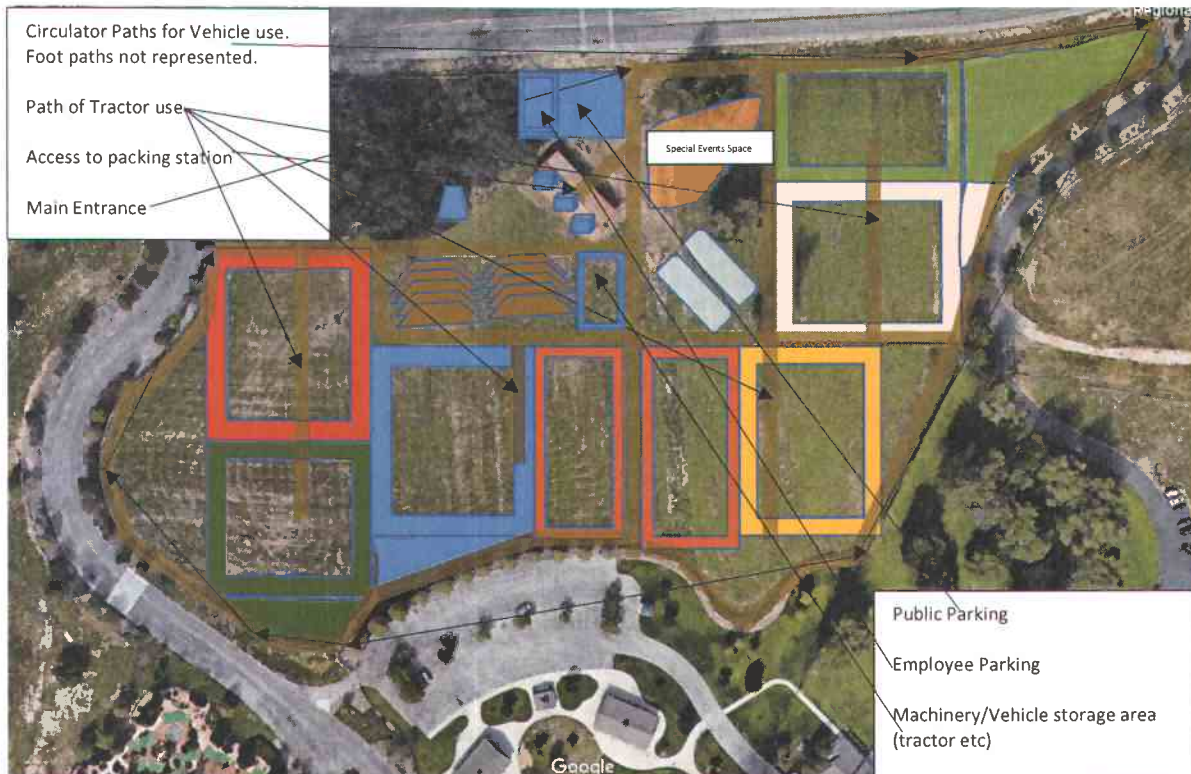 Circulator Paths for Vehicle use.
Foot paths not represented.
Path of Tractor use
Access to packing station
Main Entrance
Regiona
Special Events Space
Public Parking
Employee Parking
Machinery/Vehicle storage area
(tractor etc)
Google